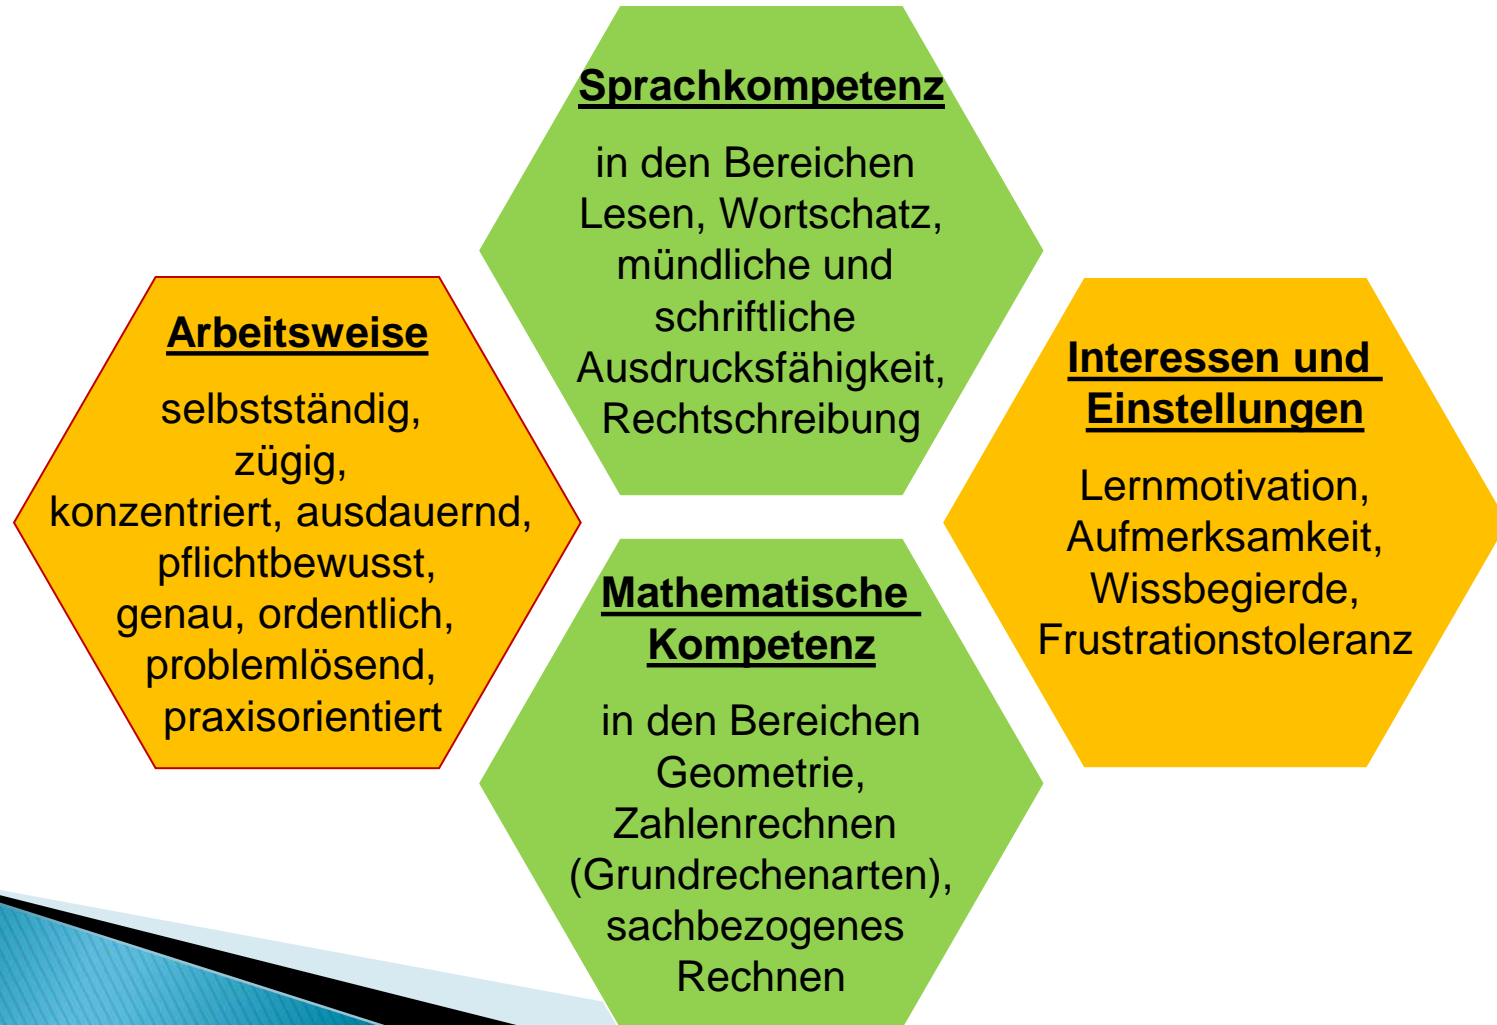 Sprachkompetenz
in den Bereichen
Lesen, Wortschatz,
mündliche und
schriftliche
Ausdrucksfähigkeit,
Rechtschreibung
Arbeitsweise
selbstständig,
zügig,
konzentriert, ausdauernd,
pflichtbewusst,
genau, ordentlich,
problemlösend,
praxisorientiert
Interessen und
Einstellungen
Lernmotivation,
Aufmerksamkeit,
Wissbegierde,
Frustrationstoleranz
Mathematische
Kompetenz
in den Bereichen
Geometrie,
Zahlenrechnen
(Grundrechenarten),
sachbezogenes
Rechnen